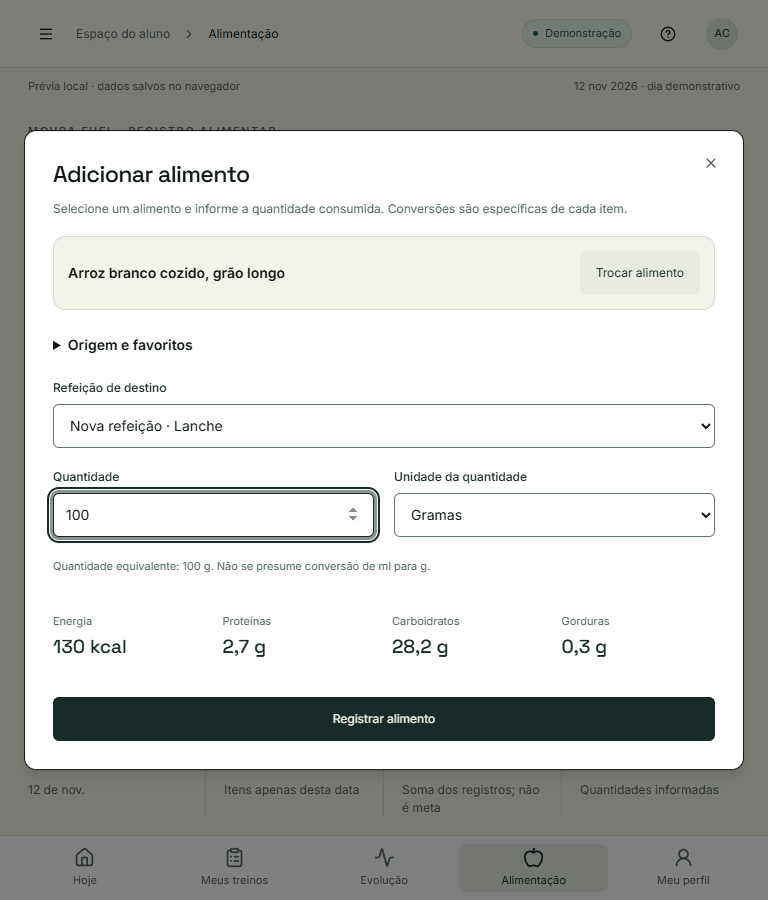 Espaço do aluno
Alimentação
Demonstração
AC
Prévia local · dados salvos no navegador
12 nov 2026 · dia demonstrativo
Adicionar alimento
Selecione um alimento e informe a quantidade consumida. Conversões são específicas de cada item.
Arroz branco cozido, grão longo
Trocar alimento
Origem e favoritos
Refeição de destino
Nova refeição · Lanche
Quantidade
Unidade da quantidade
100
Gramas
Quantidade equivalente: 100 g. Não se presume conversão de ml para g.
Energia
Proteínas
Carboidratos
Gorduras
130 kcal
2,7 g
28,2 g
0,3 g
Registrar alimento
12 de nov.
Itens apenas desta data
Soma dos registros; não
é meta
Quantidades informadas
Hoje
Meus treinos
Evolução
Alimentação
Meu perfil